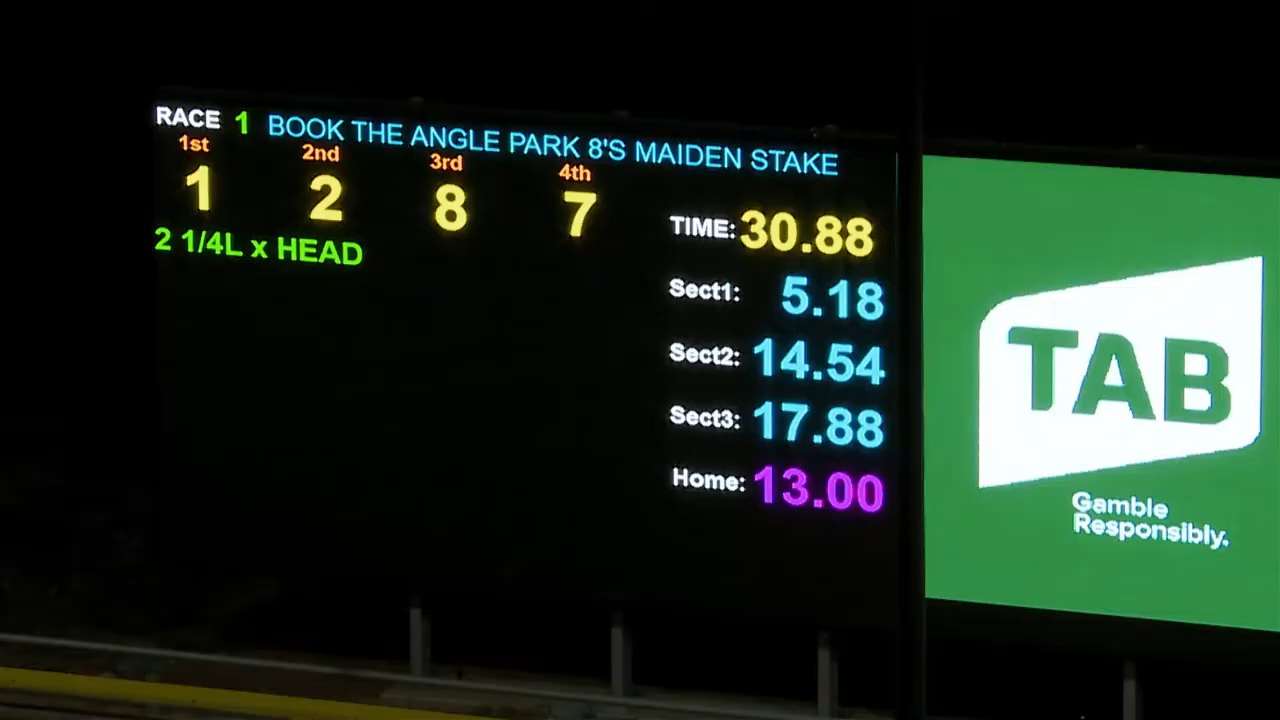 RACE 1 BOOK THE ANGLE PARK 8'S MAIDEN STAKE
1st 2nd 3rd 4th
1 2 8 7
2 1/4L x HEAD
TIME: 30.88
Sect1: 5.18
Sect2: 14.54
Sect3: 17.88
Home: 13.00
TAB
Gamble
Responsibly.